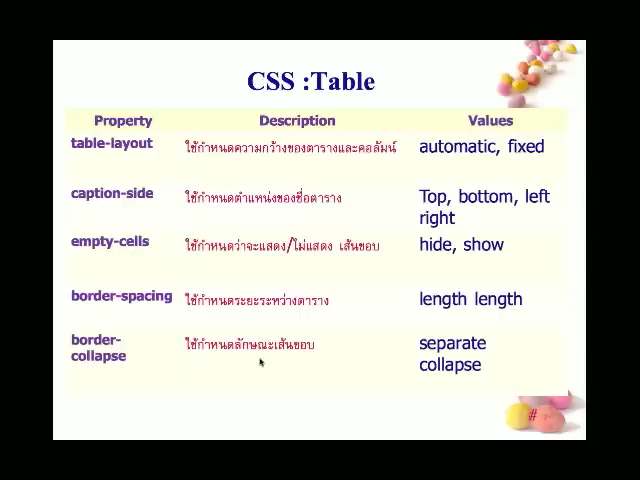 CSS :Table
Property Description Values
table-layout ใช้กำหนดความกว้างของตารางและคอลัมน์ automatic, fixed
caption-side ใช้กำหนดตำแหน่งของชื่อตาราง Top, bottom, left
right
empty-cells ใช้กำหนดว่าจะแสดง/ไม่แสดง เส้นขอบ hide, show
border-spacing ใช้กำหนดระยะระหว่างตาราง length length
border- ใช้กำหนดลักษณะเส้นขอบ separate
collapse collapse
#